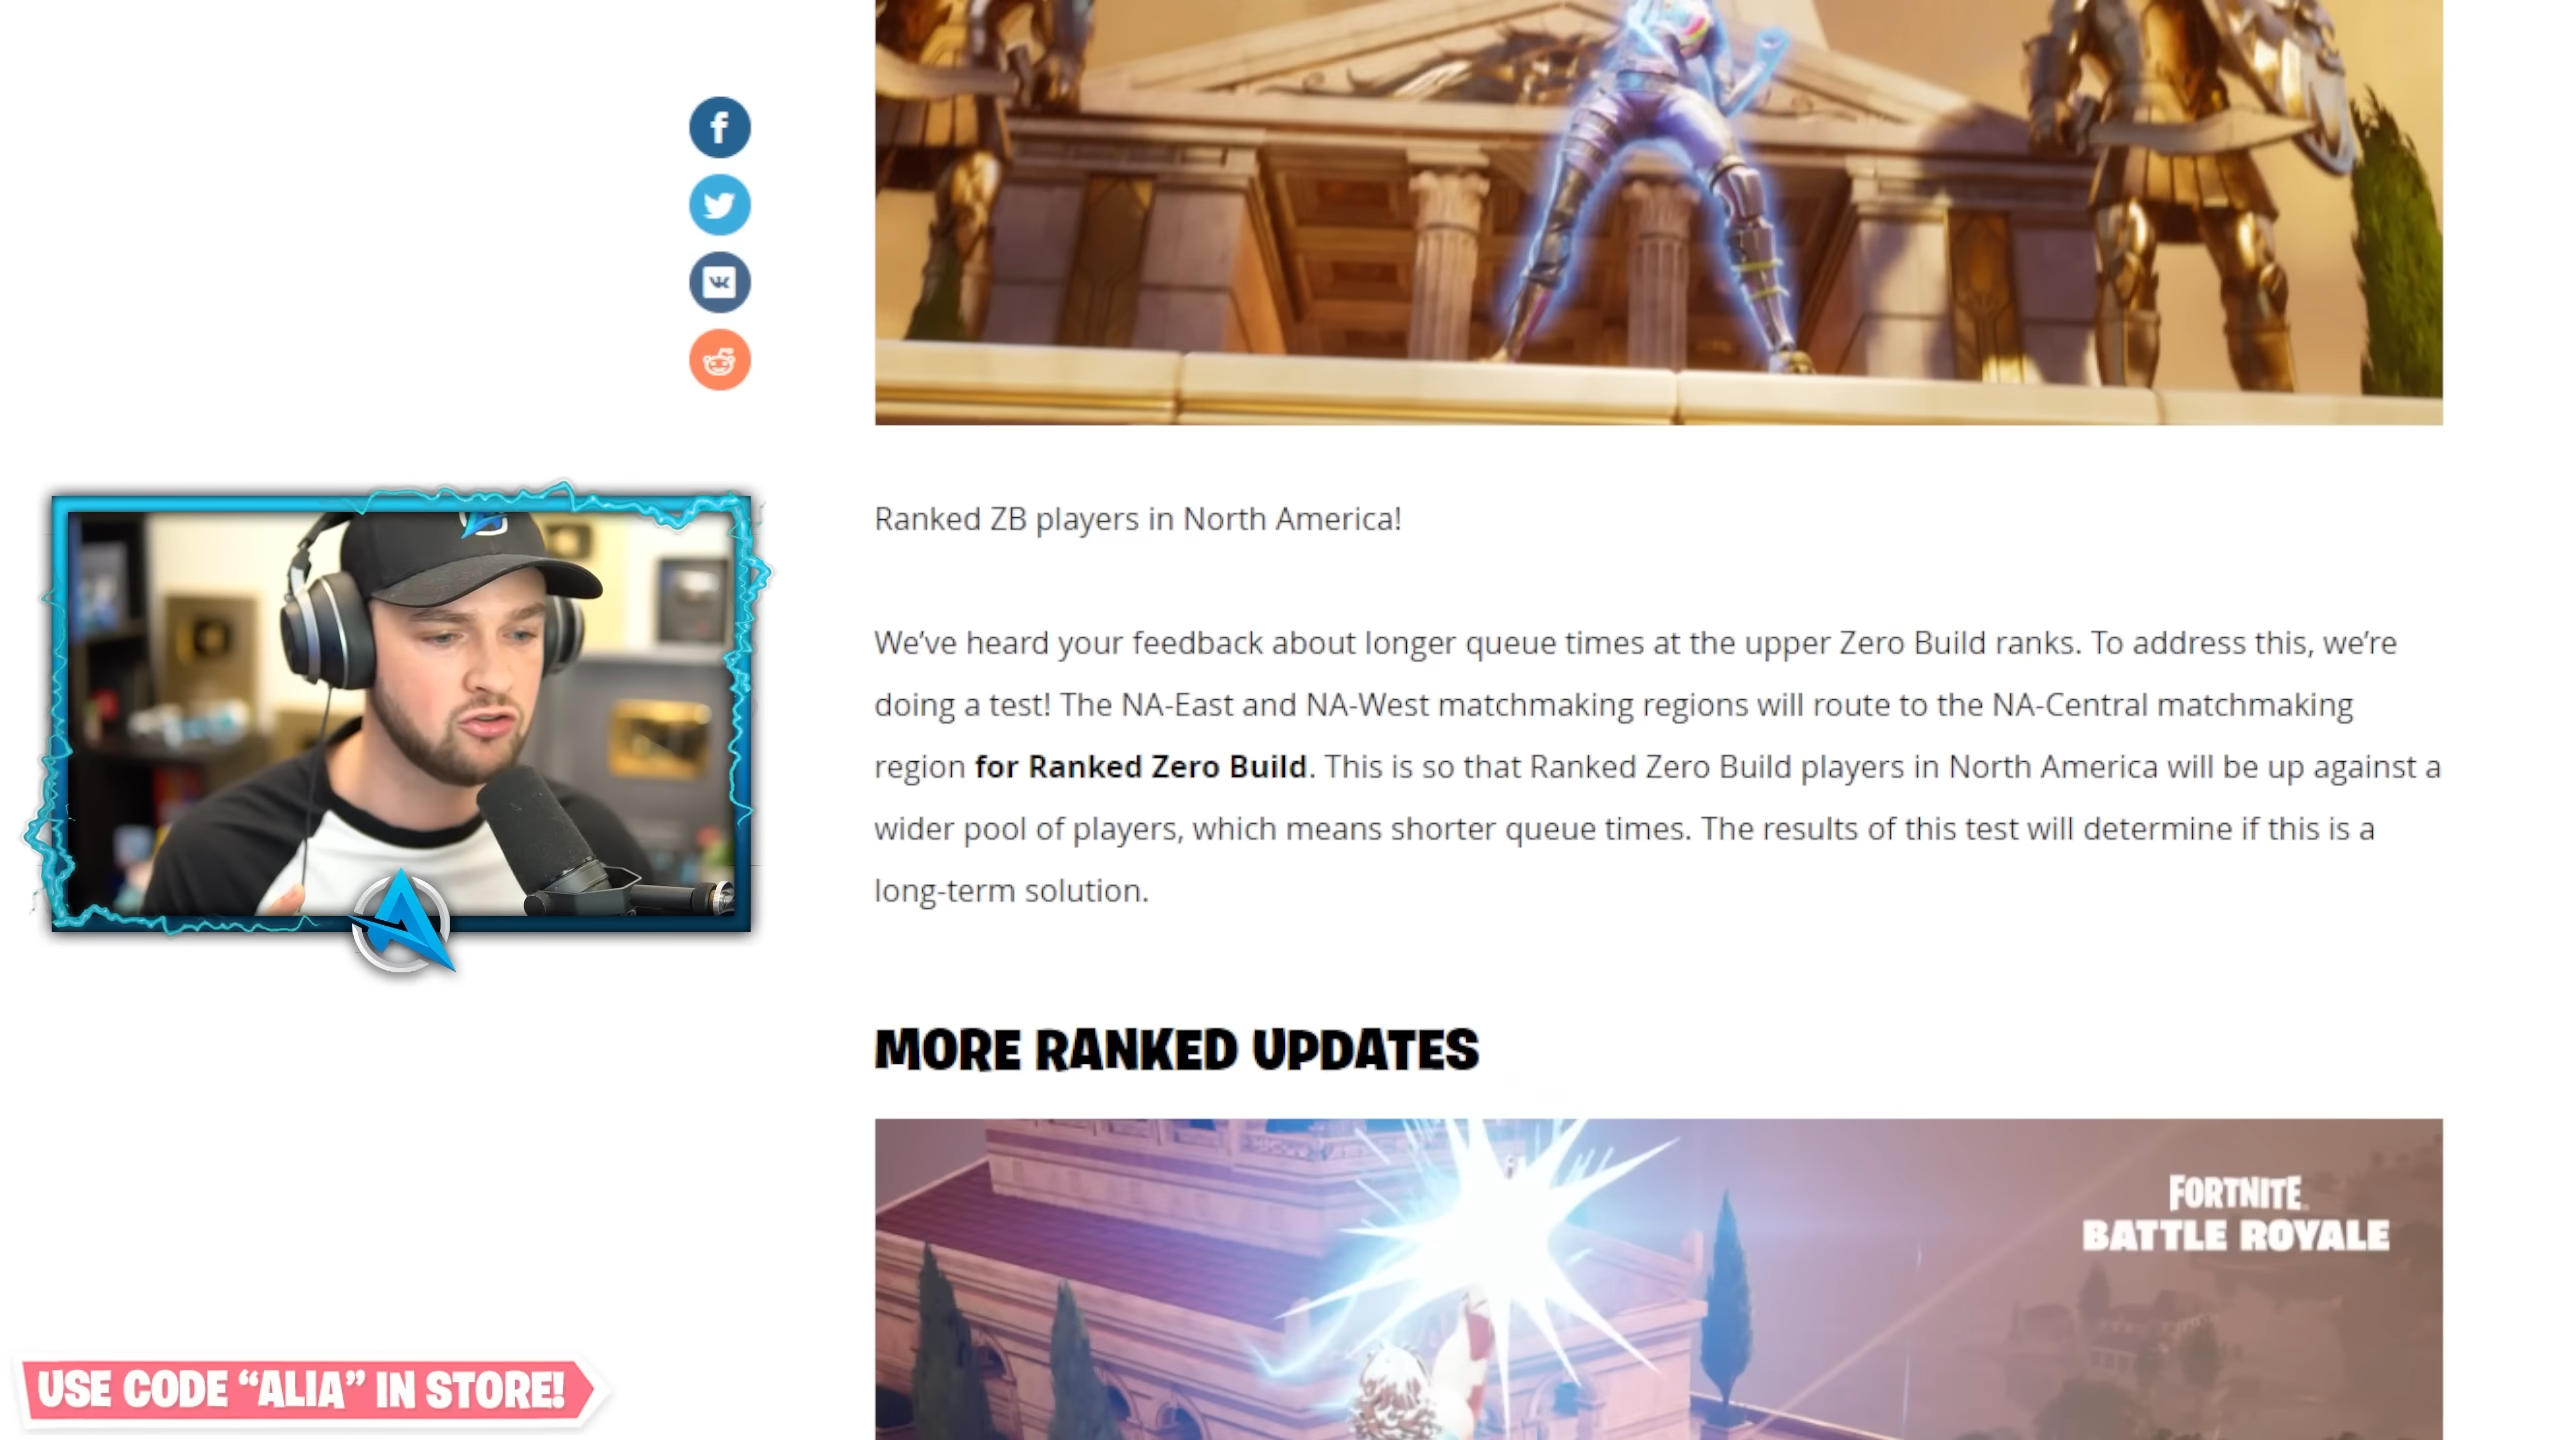 Ranked ZB players in North America!
We’ve heard your feedback about longer queue times at the upper Zero Build ranks. To address this, we’re
doing a test! The NA-East and NA-West matchmaking regions will route to the NA-Central matchmaking
region for Ranked Zero Build. This is so that Ranked Zero Build players in North America will be up against a
wider pool of players, which means shorter queue times. The results of this test will determine if this is a
long-term solution.
MORE RANKED UPDATES
FORTNITE
BATTLE ROYALE
USE CODE “ALIA” IN STORE!